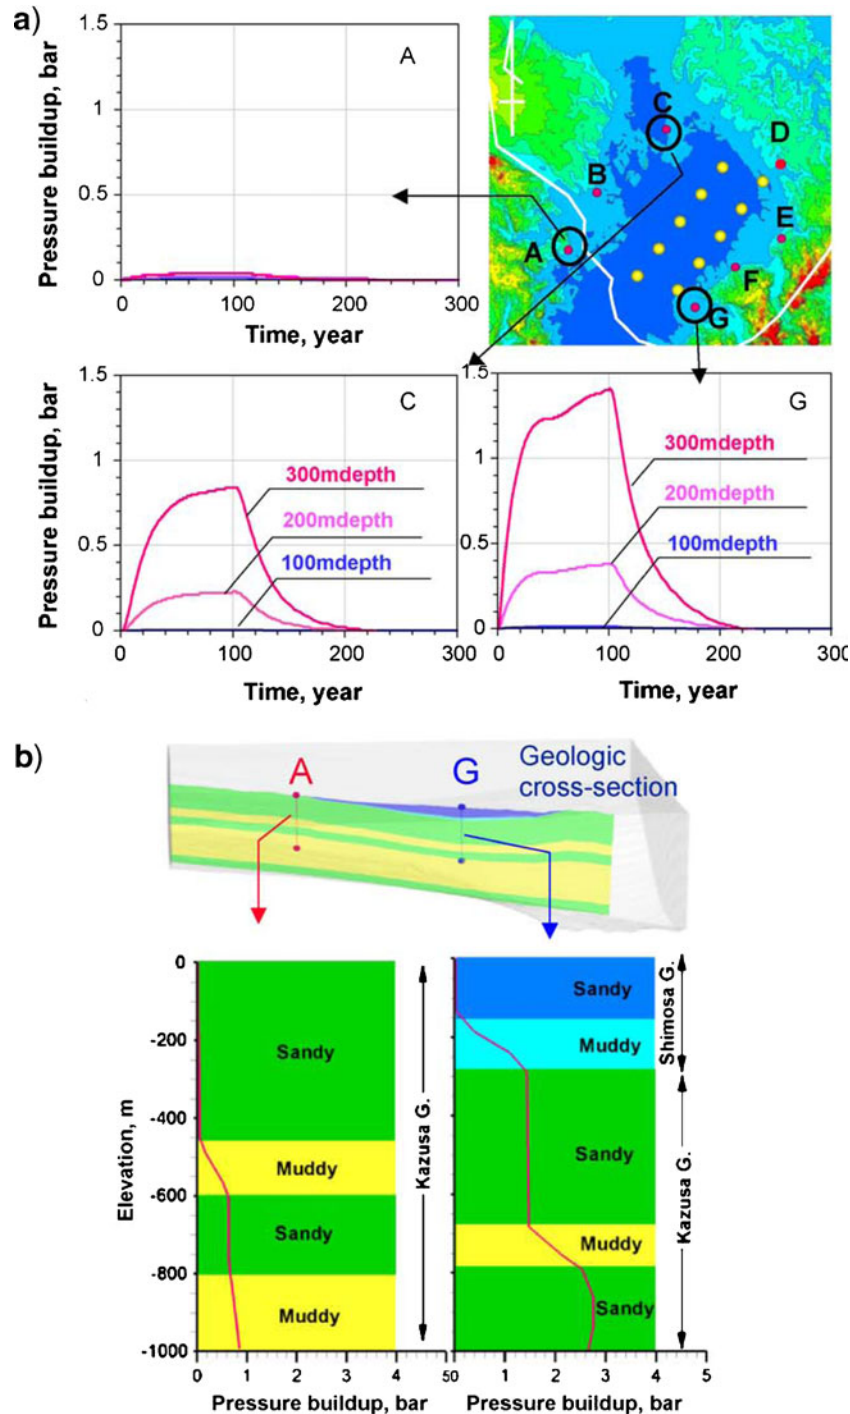 a)
Pressure buildup, bar
1.5
1
0.5
0
A
0
100
200
300
Time, year
A
B
C
D
E
F
G
Pressure buildup, bar
1.5
1
0.5
0
C
300mdepth
200mdepth
100mdepth
0
100
200
300
Time, year
1.5
1
0.5
0
G
300mdepth
200mdepth
100mdepth
0
100
200
300
Time, year
b)
A
G
Geologic
cross-section
Elevation, m
0
-200
-400
-600
-800
-1000
Sandy
Muddy
Sandy
Muddy
Kazusa G.
0
1
2
3
4
50
Pressure buildup, bar
Sandy
Muddy
Sandy
Muddy
Sandy
Shimosa G.
Kazusa G.
1
2
3
4
5
Pressure buildup, bar